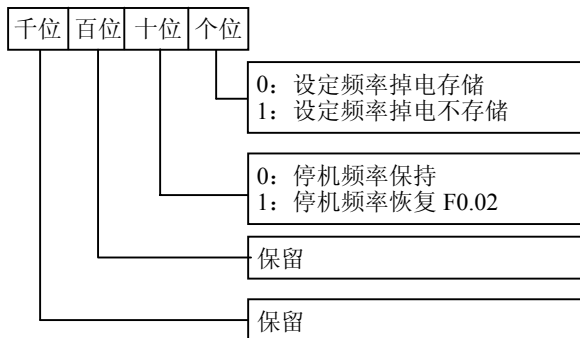 千位 百位 十位 个位
0：设定频率掉电存储
1：设定频率掉电不存储
0：停机频率保持
1：停机频率恢复 F0.02
保留
保留